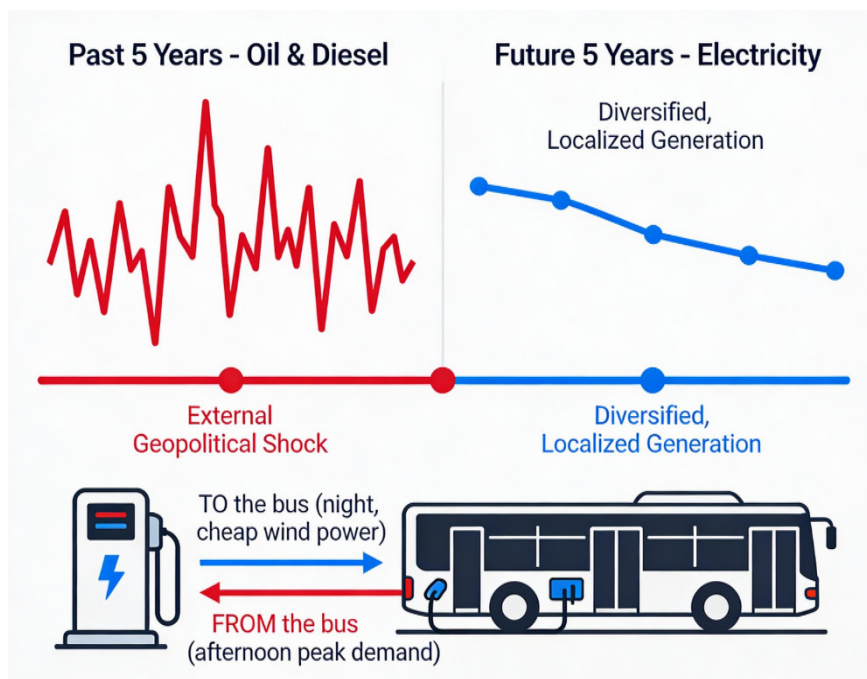 Past 5 Years - Oil & Diesel
Future 5 Years - Electricity
Diversified,
Localized Generation
External
Geopolitical Shock
Diversified,
Localized Generation
TO the bus (night,
cheap wind power)
FROM the bus
(afternoon peak demand)